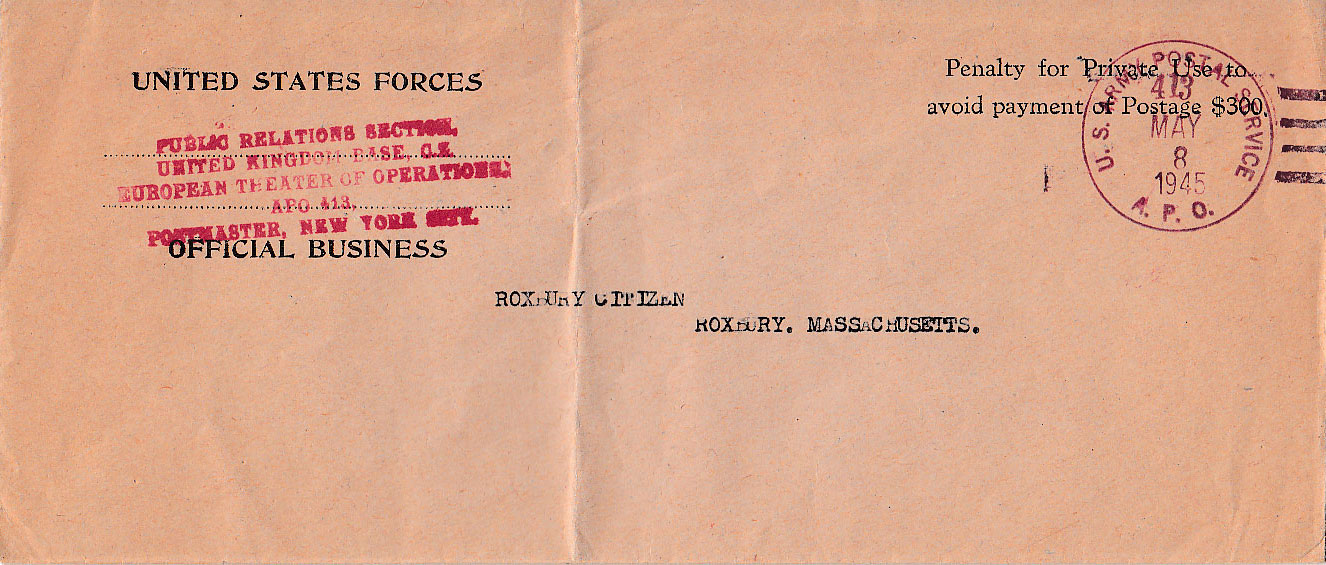 UNITED STATES FORCES
PUBLIC RELATIONS SECTION,
UNITED KINGDOM BASE, C.Z.
EUROPEAN THEATER OF OPERATIONS,
APO 413,
POSTMASTER, NEW YORK CITY.
OFFICIAL BUSINESS
Penalty for Private Use to
avoid payment of Postage $300.
U.S. ARMY POSTAL SERVICE
413
MAY
8
1945
A. P. O.
ROXBURY CITIZEN
ROXBURY. MASSACHUSETTS.